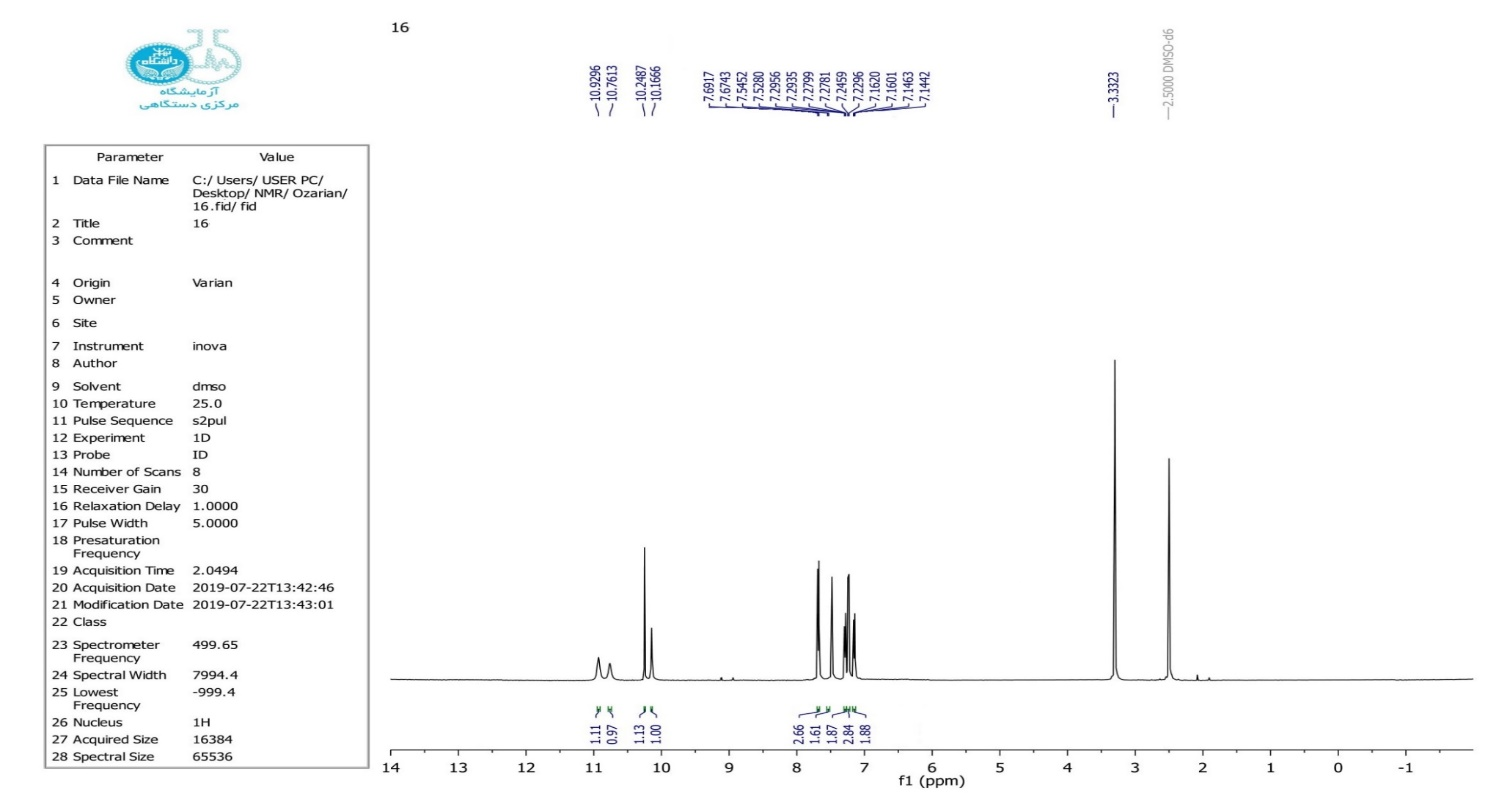 16
دانشگاه تهران
آزمایشگاه
مرکزی دستگاهی
10.9296
10.7613
10.2487
10.1666
7.6917
7.6743
7.5452
7.5280
7.2956
7.2935
7.2799
7.2781
7.2459
7.2296
7.1620
7.1601
7.1463
7.1442
3.3323
2.5000 DMSO-d6
Parameter Value
1 Data File Name C:/ Users/ USER PC/
Desktop/ NMR/ Ozarian/
16.fid/ fid
2 Title 16
3 Comment
4 Origin Varian
5 Owner
6 Site
7 Instrument inova
8 Author
9 Solvent dmso
10 Temperature 25.0
11 Pulse Sequence s2pul
12 Experiment 1D
13 Probe ID
14 Number of Scans 8
15 Receiver Gain 30
16 Relaxation Delay 1.0000
17 Pulse Width 5.0000
18 Presaturation
Frequency
19 Acquisition Time 2.0494
20 Acquisition Date 2019-07-22T13:42:46
21 Modification Date 2019-07-22T13:43:01
22 Class
23 Spectrometer 499.65
Frequency
24 Spectral Width 7994.4
25 Lowest -999.4
Frequency
26 Nucleus 1H
27 Acquired Size 16384
28 Spectral Size 65536
1.11
0.97
1.13
1.00
2.66
1.61
1.87
2.84
1.88
14 13 12 11 10 9 8 7 6 5 4 3 2 1 0 -1
f1 (ppm)